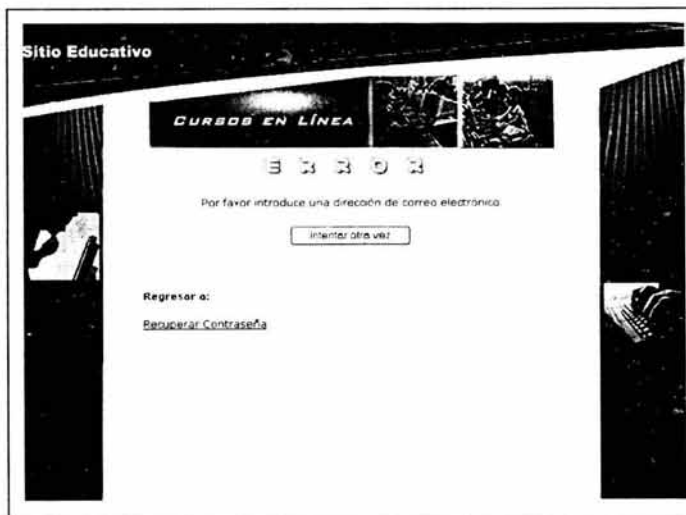 Sitio Educativo
CURSOS EN LÍNEA
ERROR
Por favor introduce una dirección de correo electrónico.
Intentar otra vez
Regresar a:
Recuperar Contraseña